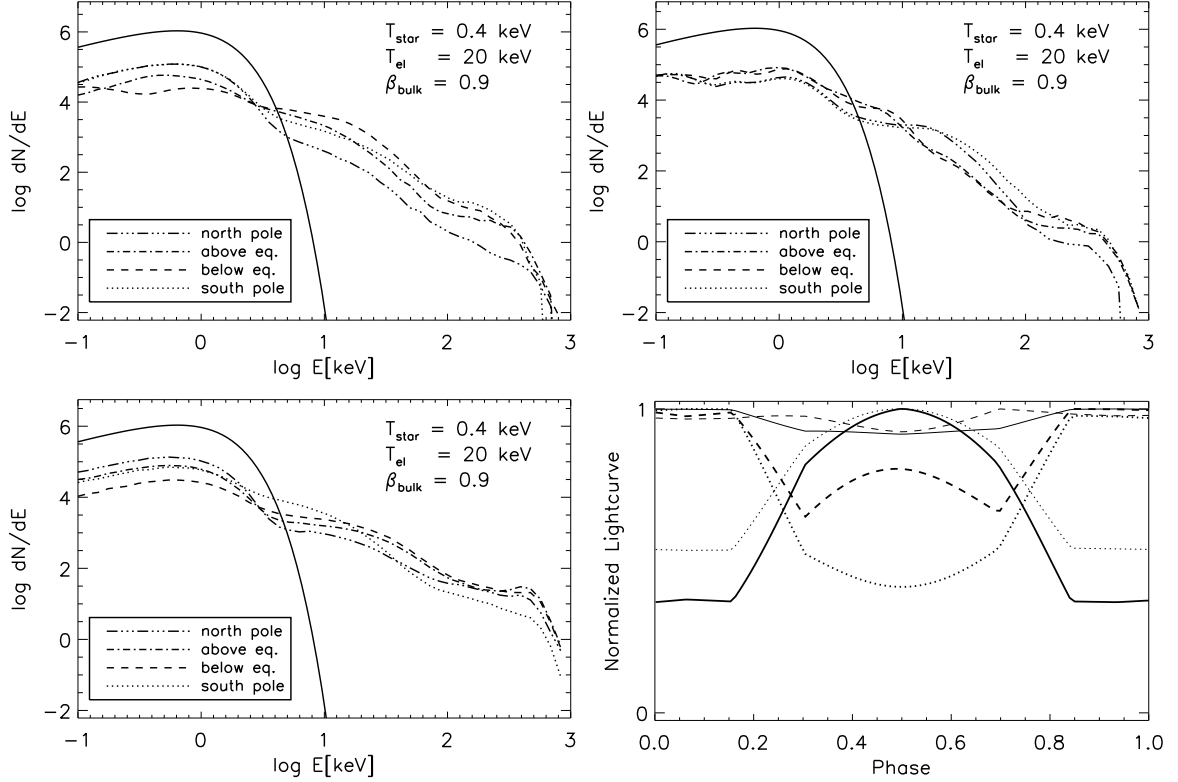 T_star = 0.4 keV
T_el = 20 keV
β_bulk = 0.9
log dN/dE
6
4
2
0
−2
north pole
above eq.
below eq.
south pole
−1 0 1 2 3
log E[keV]
T_star = 0.4 keV
T_el = 20 keV
β_bulk = 0.9
log dN/dE
6
4
2
0
−2
north pole
above eq.
below eq.
south pole
−1 0 1 2 3
log E[keV]
T_star = 0.4 keV
T_el = 20 keV
β_bulk = 0.9
log dN/dE
6
4
2
0
−2
north pole
above eq.
below eq.
south pole
−1 0 1 2 3
log E[keV]
Normalized Lightcurve
1
0
0.0 0.2 0.4 0.6 0.8 1.0
Phase